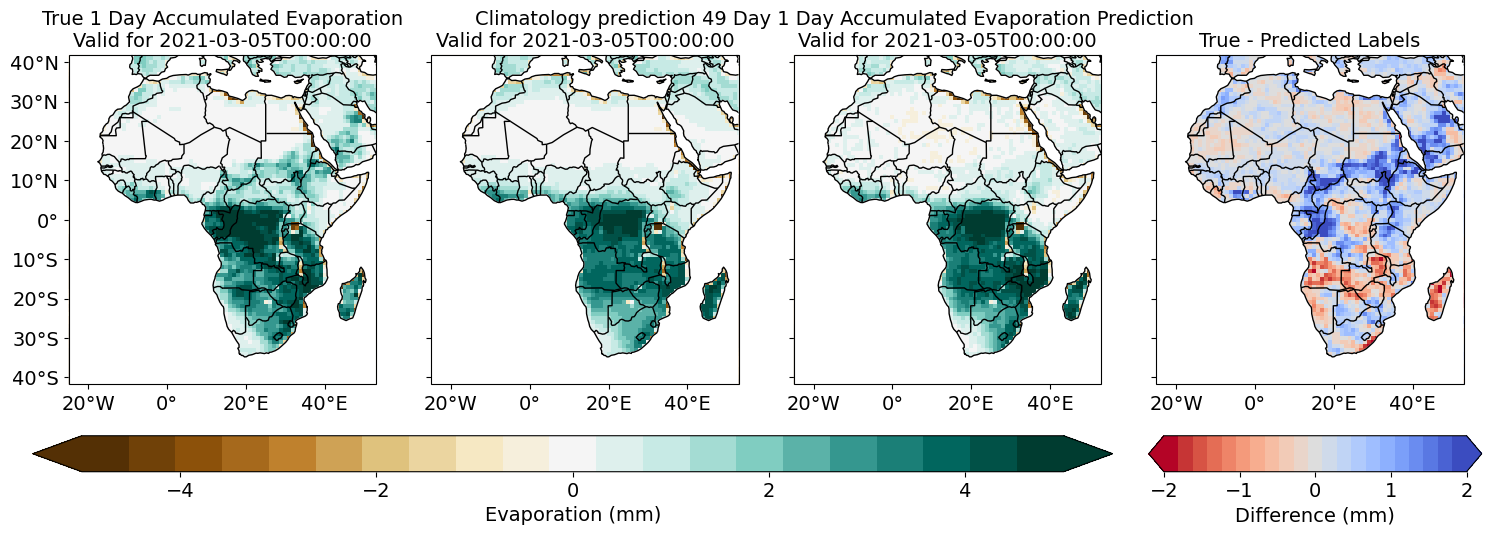 True 1 Day Accumulated Evaporation
Valid for 2021-03-05T00:00:00
Climatology prediction 49 Day 1 Day Accumulated Evaporation Prediction
Valid for 2021-03-05T00:00:00
Valid for 2021-03-05T00:00:00
True - Predicted Labels
40°N
30°N
20°N
10°N
0°
10°S
20°S
30°S
40°S
20°W 0° 20°E 40°E
20°W 0° 20°E 40°E
20°W 0° 20°E 40°E
20°W 0° 20°E 40°E
−4 −2 0 2 4
Evaporation (mm)
−2 −1 0 1 2
Difference (mm)